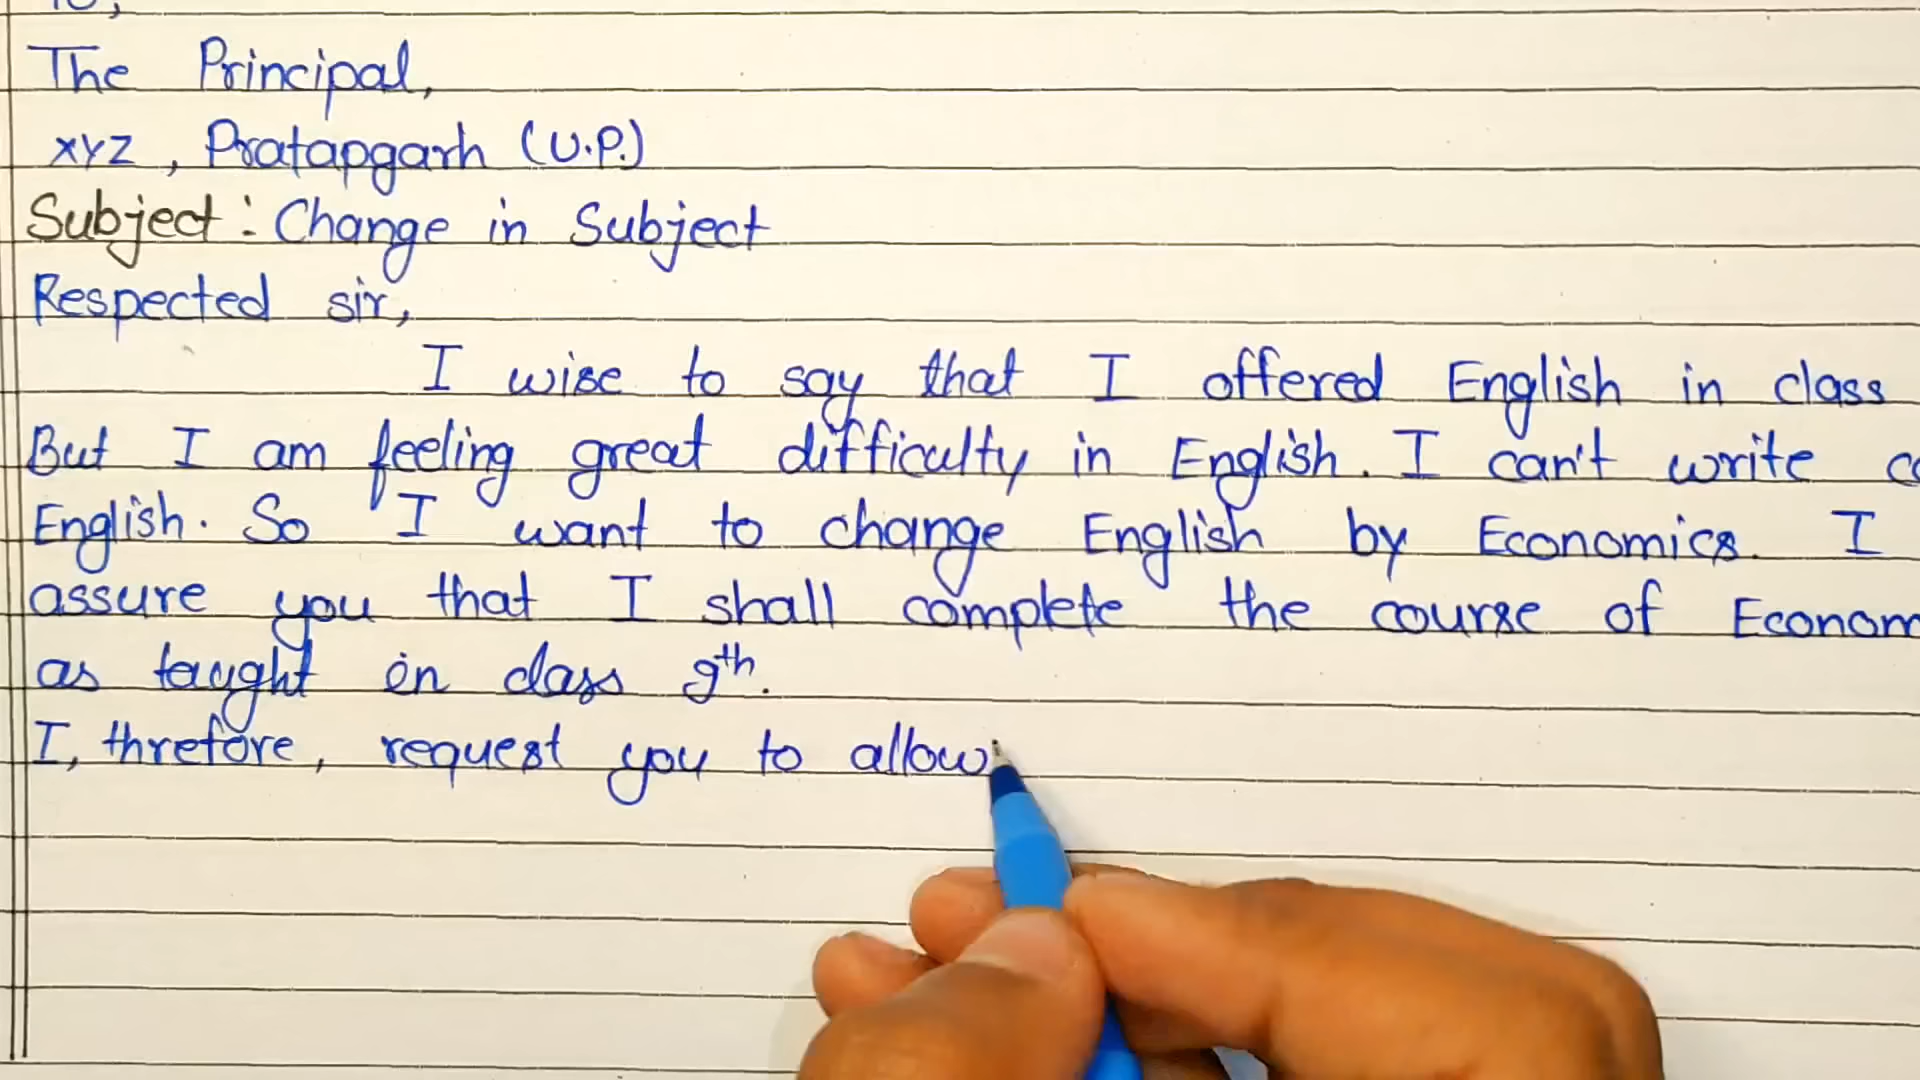 The Principal,
XYZ, Pratapgarh (U.P.)
Subject: Change in Subject
Respected sir,
I wise to say that I offered English in class
But I am feeling great difficulty in English. I can't write
English. So I want to change English by Economics. I
assure you that I shall complete the course of Econom
as taught in class 9th.
I, threfore, request you to allow